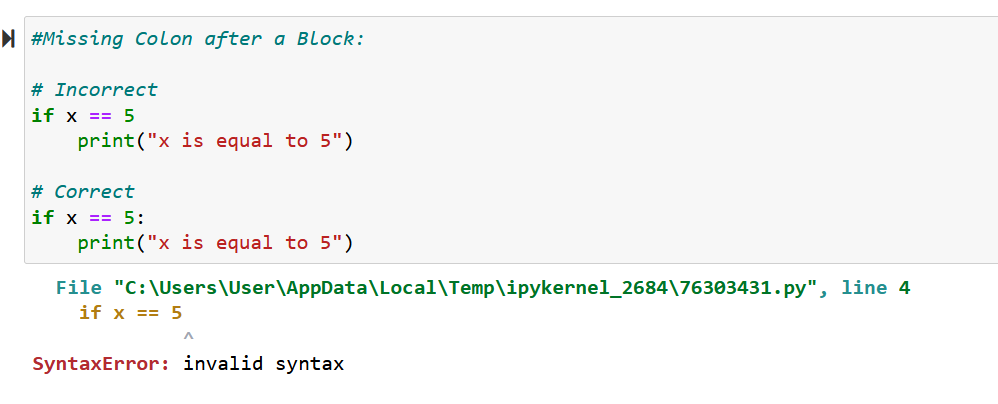 #Missing Colon after a Block:
# Incorrect
if x == 5
    print("x is equal to 5")
# Correct
if x == 5:
    print("x is equal to 5")
File "C:\Users\User\AppData\Local\Temp\ipykernel_2684\76303431.py", line 4
if x == 5
^
SyntaxError: invalid syntax